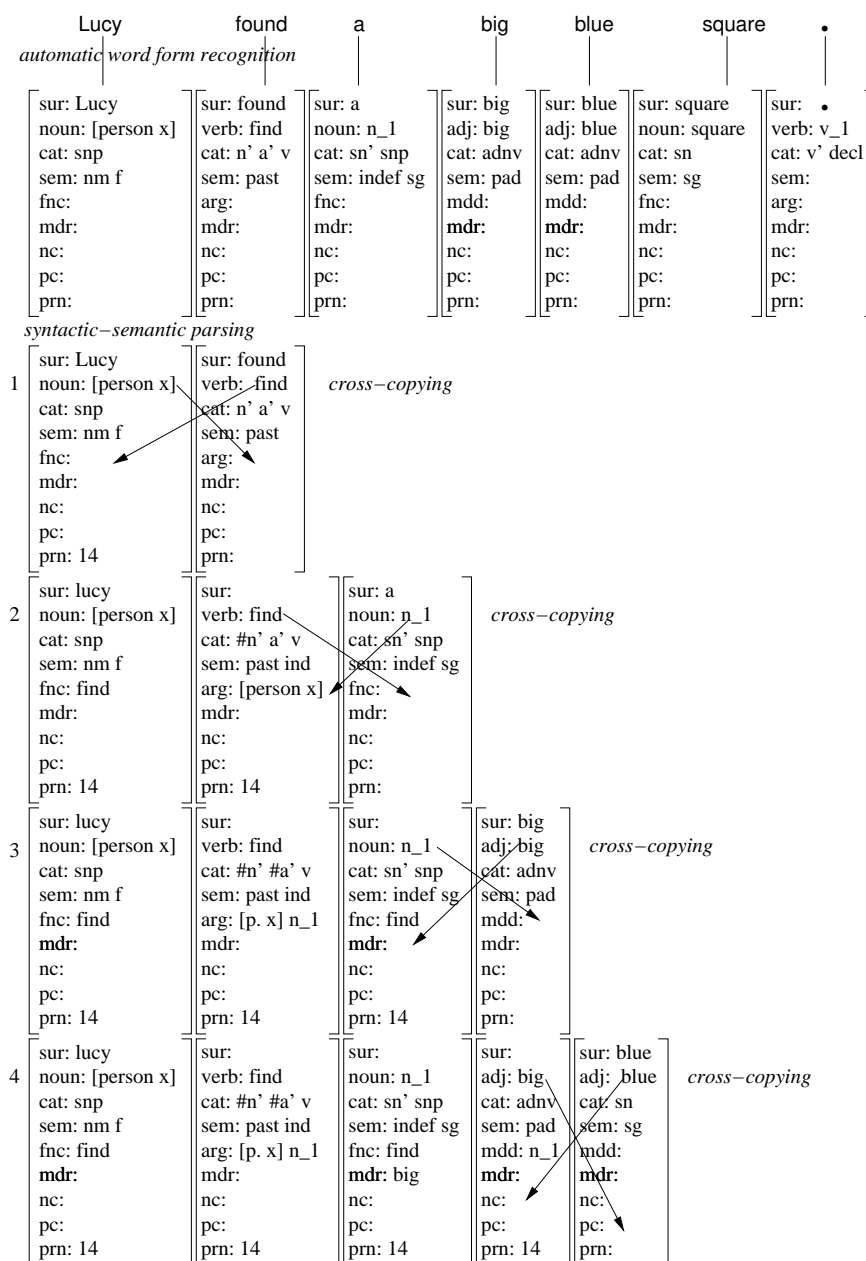 Lucy found a big blue square •
automatic word form recognition
sur: Lucy sur: found sur: a sur: big sur: blue sur: square sur: •
noun: [person x] verb: find noun: n_1 adj: big adj: blue noun: square verb: v_1
cat: snp cat: n' a' v cat: sn' snp cat: adnv cat: adnv cat: sn cat: v' decl
sem: nm f sem: past sem: indef sg sem: pad sem: pad sem: sg sem:
fnc: arg: fnc: mdd: mdd: fnc: arg:
mdr: mdr: mdr: mdr: mdr: mdr: mdr:
nc: nc: nc: nc: nc: nc: nc:
pc: pc: pc: pc: pc: pc: pc:
prn: prn: prn: prn: prn: prn: prn:
syntactic−semantic parsing
sur: Lucy sur: found
1 noun: [person x] verb: find cross−copying
cat: snp cat: n' a' v
sem: nm f sem: past
fnc: arg:
mdr: mdr:
nc: nc:
pc: pc:
prn: 14 prn:
sur: lucy sur: sur: a
2 noun: [person x] verb: find noun: n_1 cross−copying
cat: snp cat: #n' a' v cat: sn' snp
sem: nm f sem: past ind sem: indef sg
fnc: find arg: [person x] fnc:
mdr: mdr: mdr:
nc: nc: nc:
pc: pc: pc:
prn: 14 prn: 14 prn:
sur: lucy sur: sur: sur: big
3 noun: [person x] verb: find noun: n_1 adj: big cross−copying
cat: snp cat: #n' #a' v cat: sn' snp cat: adnv
sem: nm f sem: past ind sem: indef sg sem: pad
fnc: find arg: [p. x] n_1 fnc: find mdd:
mdr: mdr: mdr: mdr:
nc: nc: nc: nc:
pc: pc: pc: pc:
prn: 14 prn: 14 prn: 14 prn:
sur: lucy sur: sur: sur: sur: blue
4 noun: [person x] verb: find noun: n_1 adj: big adj: blue cross−copying
cat: snp cat: #n' #a' v cat: sn' snp cat: adnv cat: sn
sem: nm f sem: past ind sem: indef sg sem: pad sem: sg
fnc: find arg: [p. x] n_1 fnc: find mdd: n_1 mdd:
mdr: mdr: mdr: big mdr: mdr:
nc: nc: nc: nc: nc:
pc: pc: pc: pc: pc:
prn: 14 prn: 14 prn: 14 prn: 14 prn: